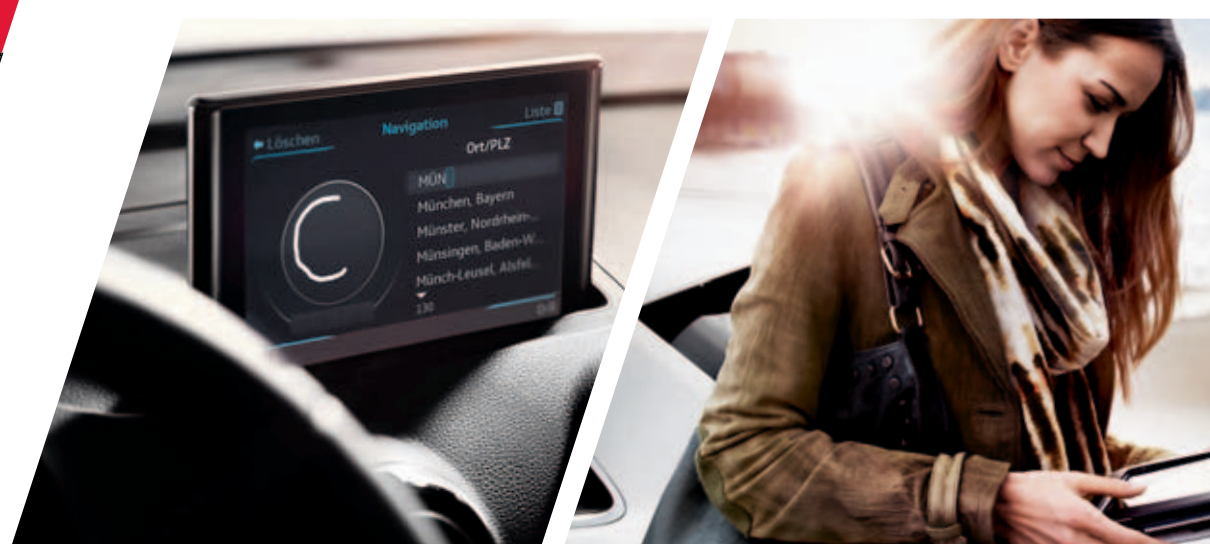 Löschen
Navigation
Liste
Ort/PLZ
MÜN
München, Bayern
Münster, Nordrhein-...
Münsingen, Baden-W...
Münch-Leusel, Alsfel...
C
130